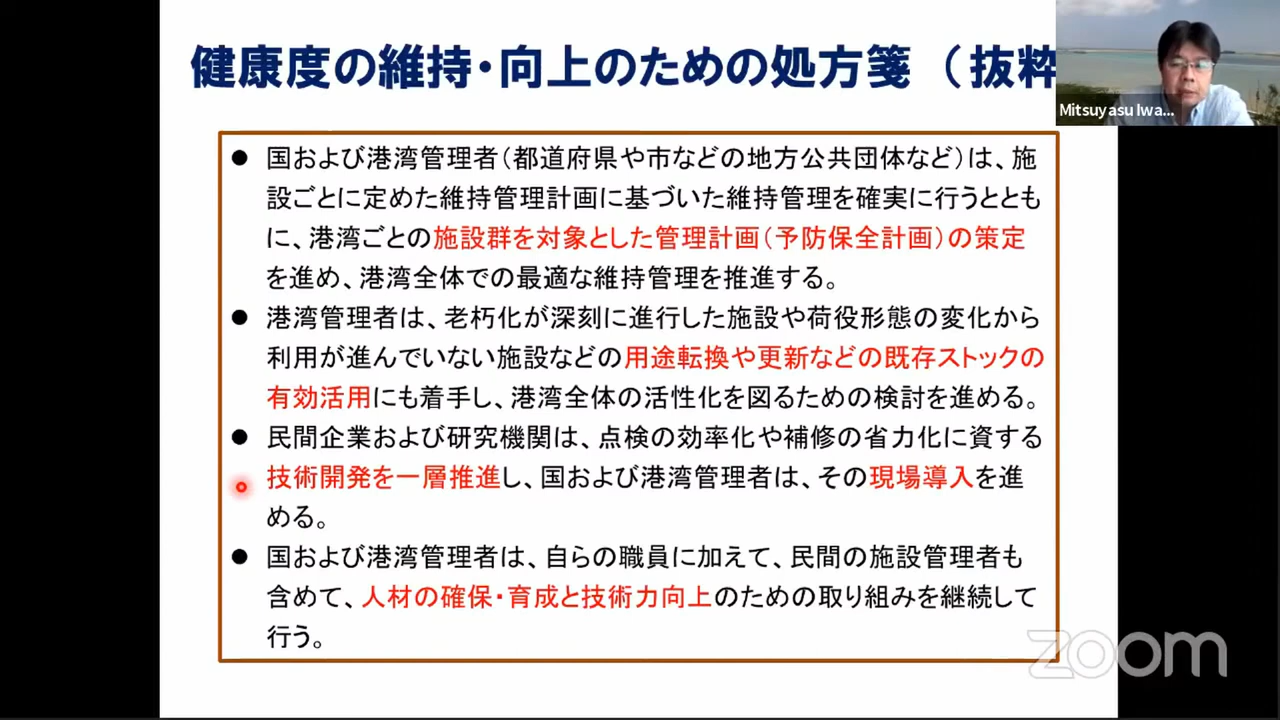 健康度の維持・向上のための処方箋 （抜粋
Mitsuyasu Iwa...
● 国および港湾管理者（都道府県や市などの地方公共団体など）は、施
設ごとに定めた維持管理計画に基づいた維持管理を確実に行うととも
に、港湾ごとの施設群を対象とした管理計画（予防保全計画）の策定
を進め、港湾全体での最適な維持管理を推進する。
● 港湾管理者は、老朽化が深刻に進行した施設や荷役形態の変化から
利用が進んでいない施設などの用途転換や更新などの既存ストックの
有効活用にも着手し、港湾全体の活性化を図るための検討を進める。
● 民間企業および研究機関は、点検の効率化や補修の省力化に資する
技術開発を一層推進し、国および港湾管理者は、その現場導入を進
める。
● 国および港湾管理者は、自らの職員に加えて、民間の施設管理者も
含めて、人材の確保・育成と技術力向上のための取り組みを継続して
行う。
zoom